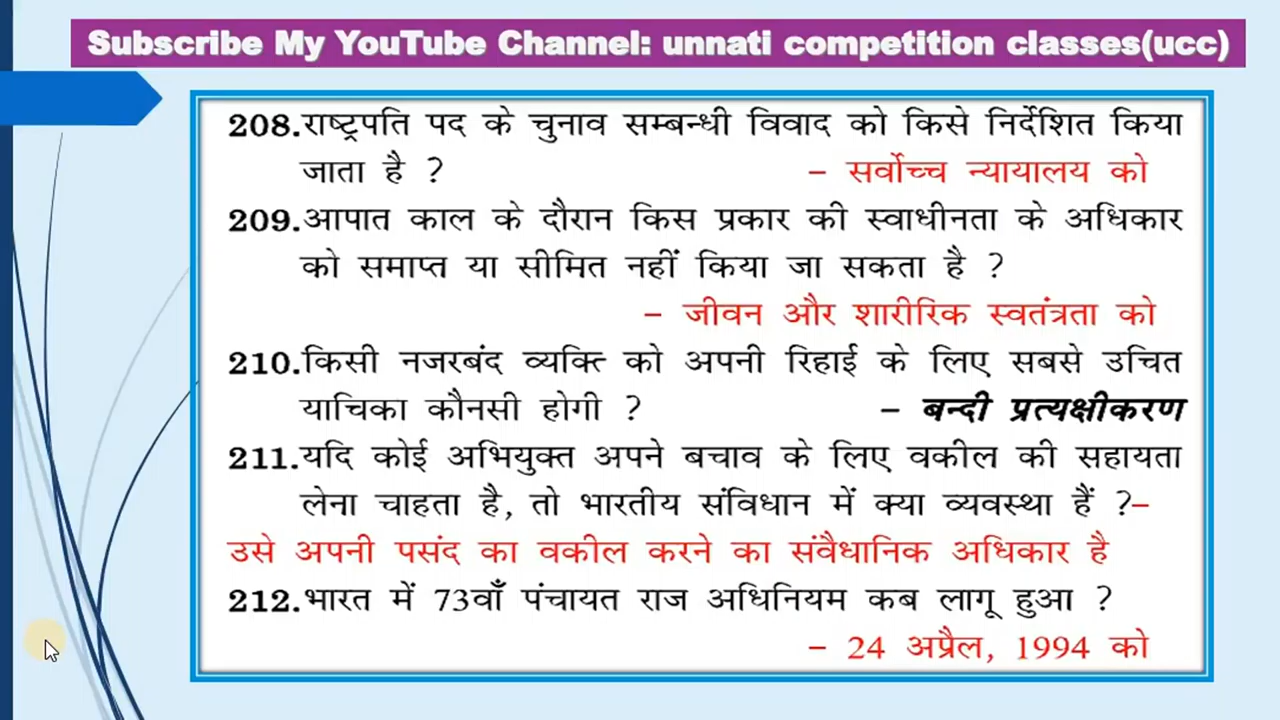 Subscribe My YouTube Channel: unnati competition classes(ucc)
208.राष्ट्रपति पद के चुनाव सम्बन्धी विवाद को किसे निर्देशित किया
जाता है ? – सर्वोच्च न्यायालय को
209.आपात काल के दौरान किस प्रकार की स्वाधीनता के अधिकार
को समाप्त या सीमित नहीं किया जा सकता है ?
– जीवन और शारीरिक स्वतंत्रता को
210.किसी नजरबंद व्यक्ति को अपनी रिहाई के लिए सबसे उचित
याचिका कौनसी होगी ? – बन्दी प्रत्यक्षीकरण
211.यदि कोई अभियुक्त अपने बचाव के लिए वकील की सहायता
लेना चाहता है, तो भारतीय संविधान में क्या व्यवस्था हैं ?–
उसे अपनी पसंद का वकील करने का संवैधानिक अधिकार है
212.भारत में 73वाँ पंचायत राज अधिनियम कब लागू हुआ ?
– 24 अप्रैल, 1994 को